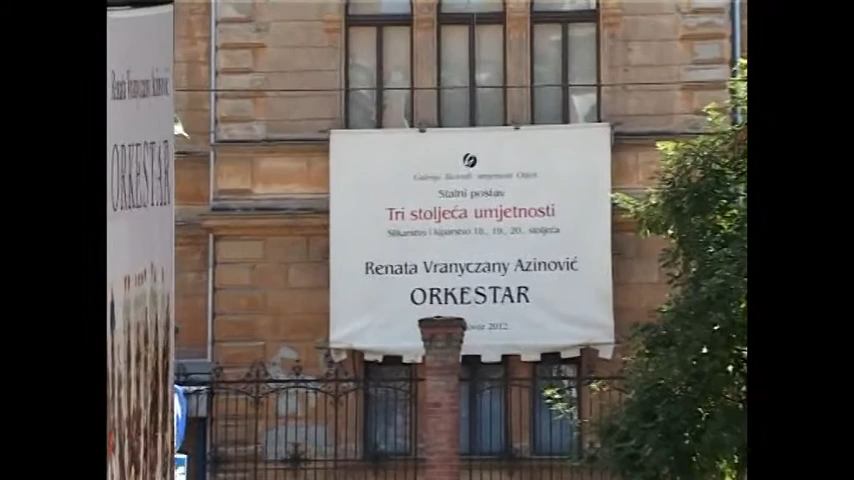 Galerija likovnih umjetnosti Osijek
Stalni postav
Tri stoljeća umjetnosti
Slikarstvo i kiparstvo 18., 19., 20. stoljeća
Renata Vranyczany Azinović
ORKESTAR
2012
Renata Vranyczany Azinović
ORKESTAR